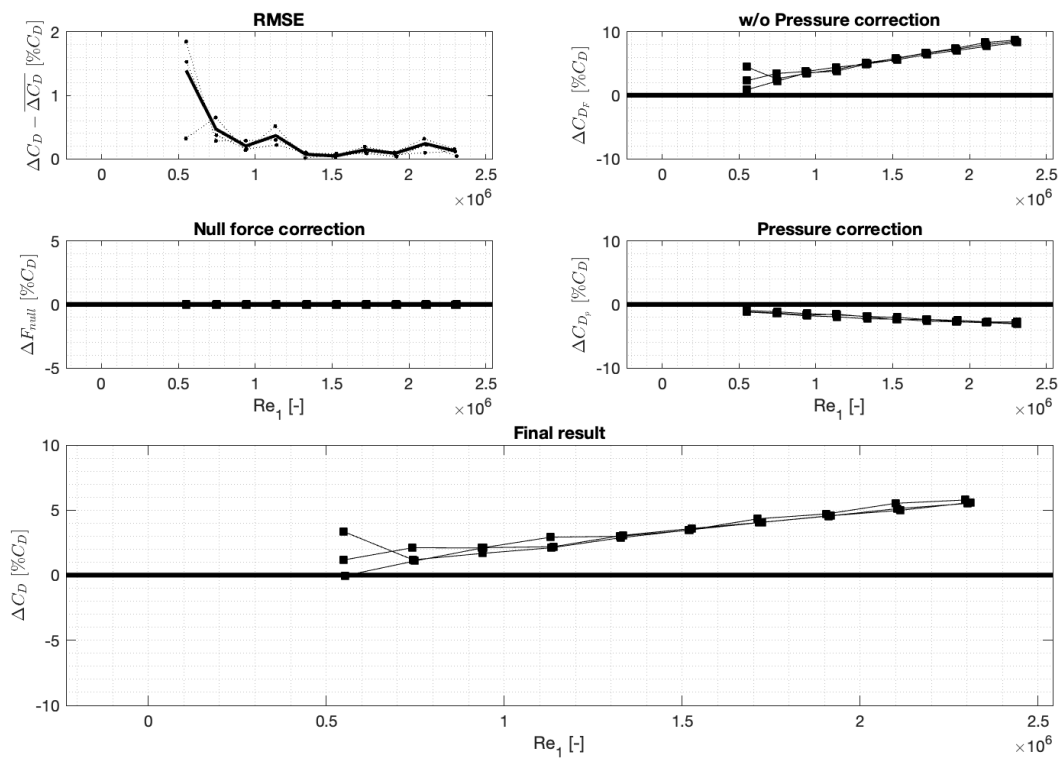 RMSE
ΔC_D − \overline{ΔC_D} [%C_D]
2
1
0
0 0.5 1 1.5 2 2.5
×10^6
w/o Pressure correction
ΔC_{D_F} [%C_D]
10
0
-10
0 0.5 1 1.5 2 2.5
×10^6
Null force correction
ΔF_{null} [%C_D]
5
0
-5
0 0.5 1 1.5 2 2.5
Re_1 [-]
×10^6
Pressure correction
ΔC_{D_p} [%C_D]
10
0
-10
0 0.5 1 1.5 2 2.5
Re_1 [-]
×10^6
Final result
ΔC_D [%C_D]
10
5
0
-5
-10
0 0.5 1 1.5 2 2.5
Re_1 [-]
×10^6